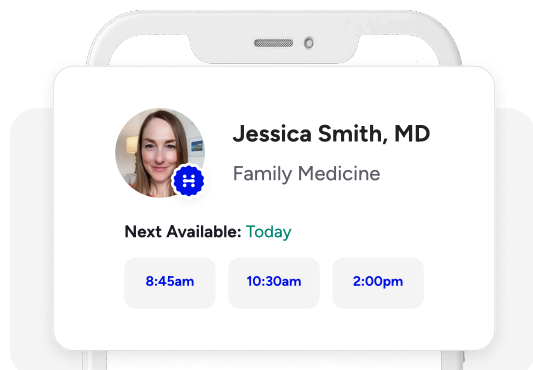 Jessica Smith, MD
Family Medicine
Next Available: Today
8:45am 10:30am 2:00pm